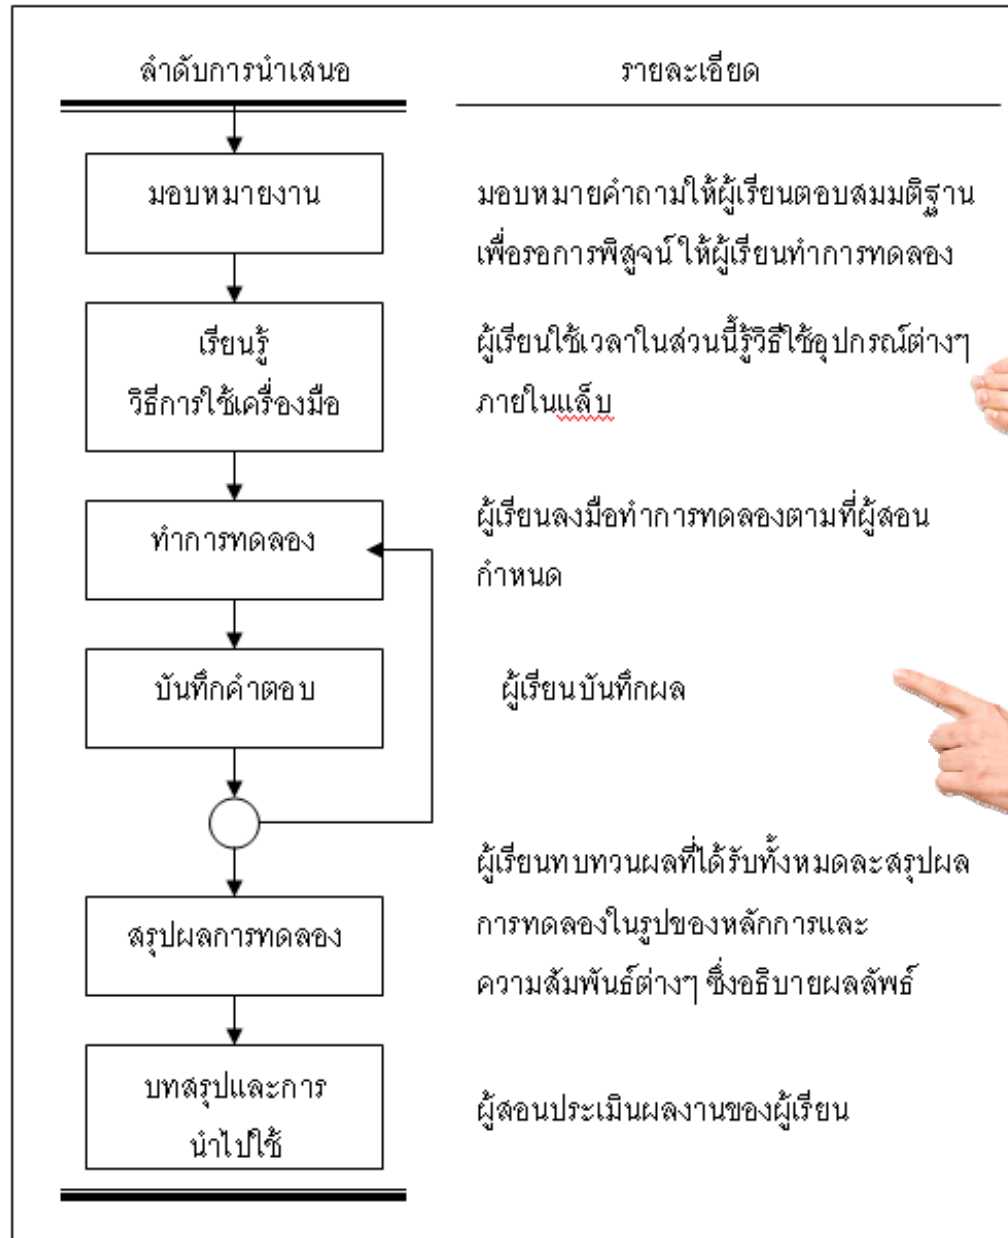 ลำดับการนำเสนอ
รายละเอียด
มอบหมายงาน
มอบหมายคำถามให้ผู้เรียนตอบสมมติฐาน
เพื่อรอการพิสูจน์ ให้ผู้เรียนทำการทดลอง
เรียนรู้
วิธีการใช้เครื่องมือ
ผู้เรียนใช้เวลาในส่วนนี้รู้วิธีใช้อุปกรณ์ต่างๆ
ภายในแล็บ
ทำการทดลอง
ผู้เรียนลงมือทำการทดลองตามที่ผู้สอน
กำหนด
บันทึกคำตอบ
ผู้เรียนบันทึกผล
สรุปผลการทดลอง
ผู้เรียนทบทวนผลที่ได้รับทั้งหมดละสรุปผล
การทดลองในรูปของหลักการและ
ความสัมพันธ์ต่างๆ ซึ่งอธิบายผลลัพธ์
บทสรุปและการ
นำไปใช้
ผู้สอนประเมินผลงานของผู้เรียน